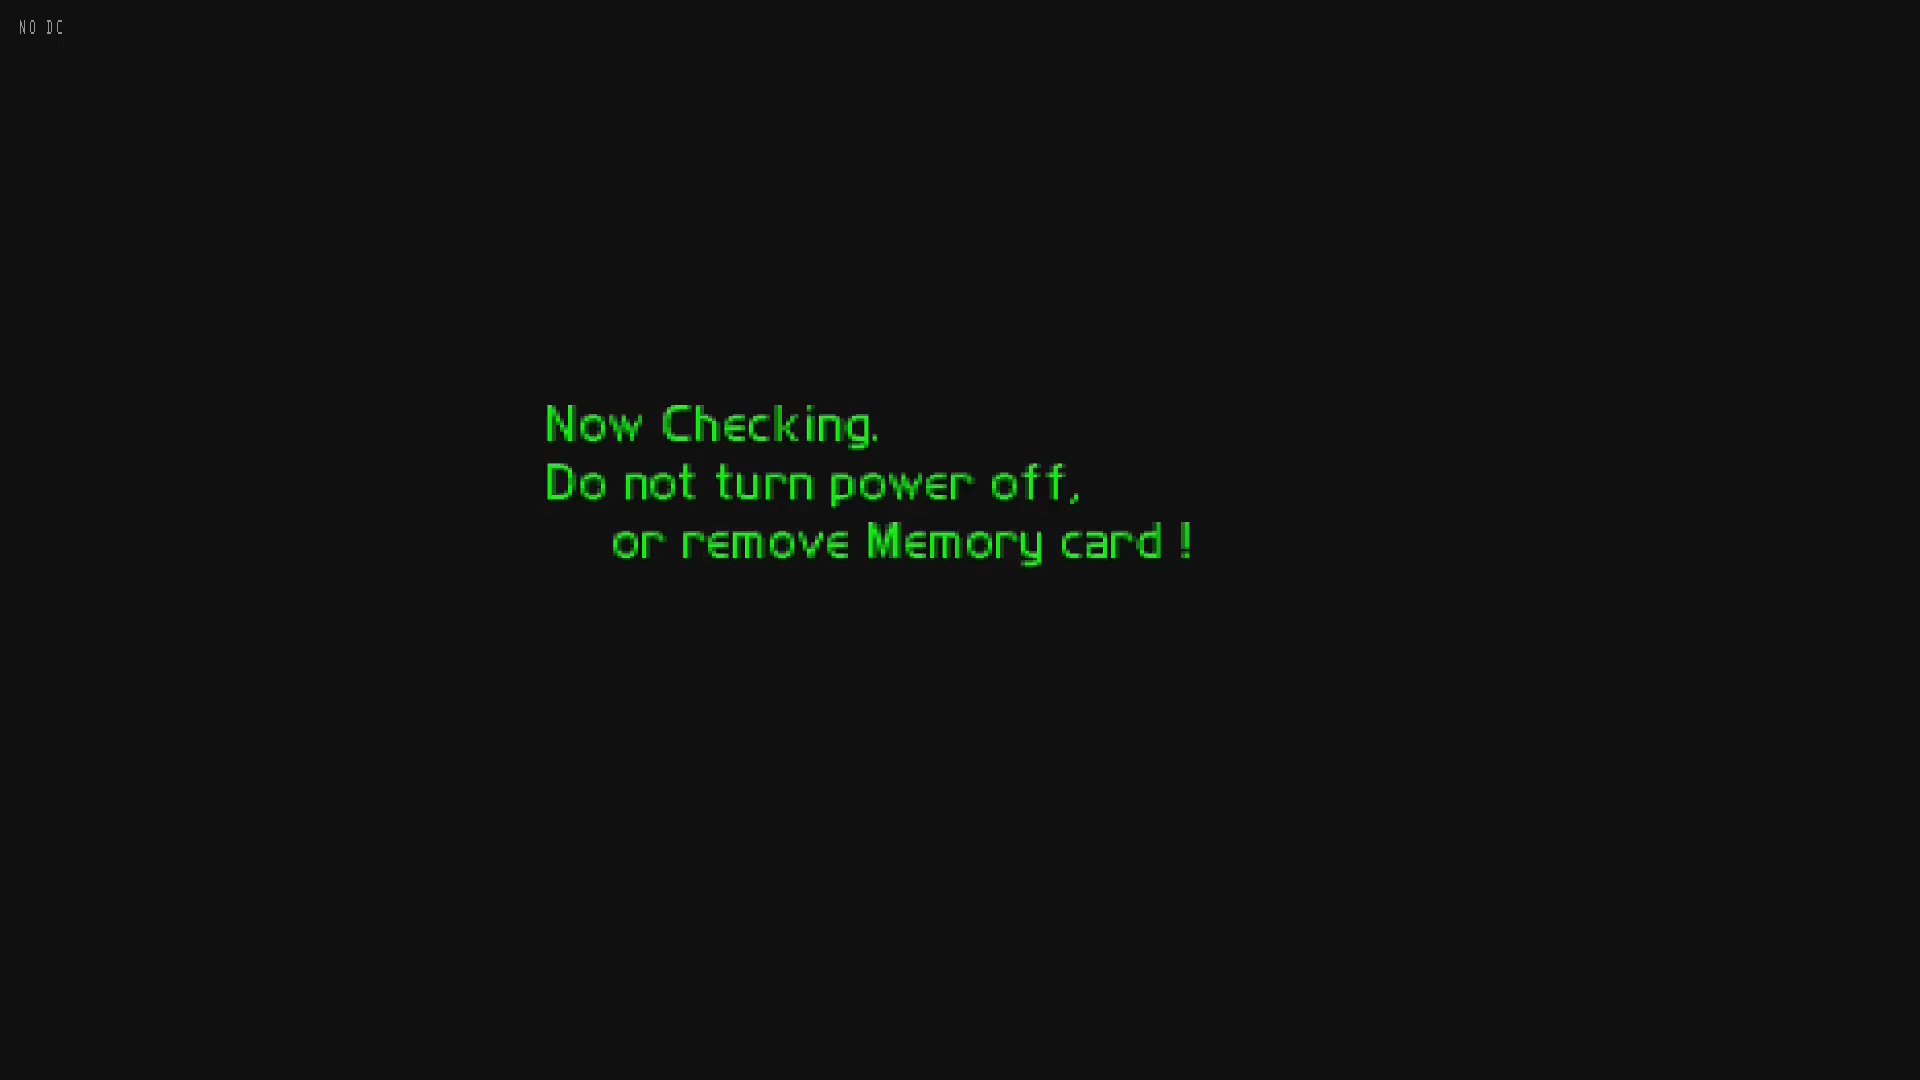 NO DC
Now Checking.
Do not turn power off,
or remove Memory card !